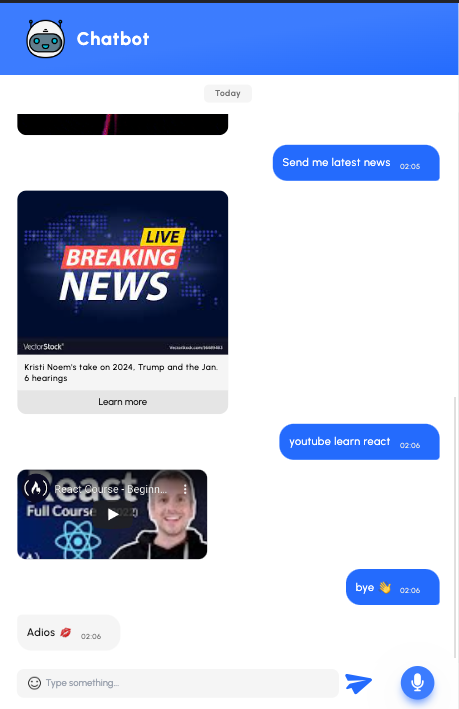 Chatbot
Today
Send me latest news 02:05
LIVE
BREAKING
NEWS
VectorStock®
VectorStock.com/36489463
Kristi Noem's take on 2024, Trump and the Jan.
6 hearings
Learn more
youtube learn react 02:06
React Course - Beginn...
React
Full Course
bye 👋 02:06
Adios 💋 02:06
Type something...